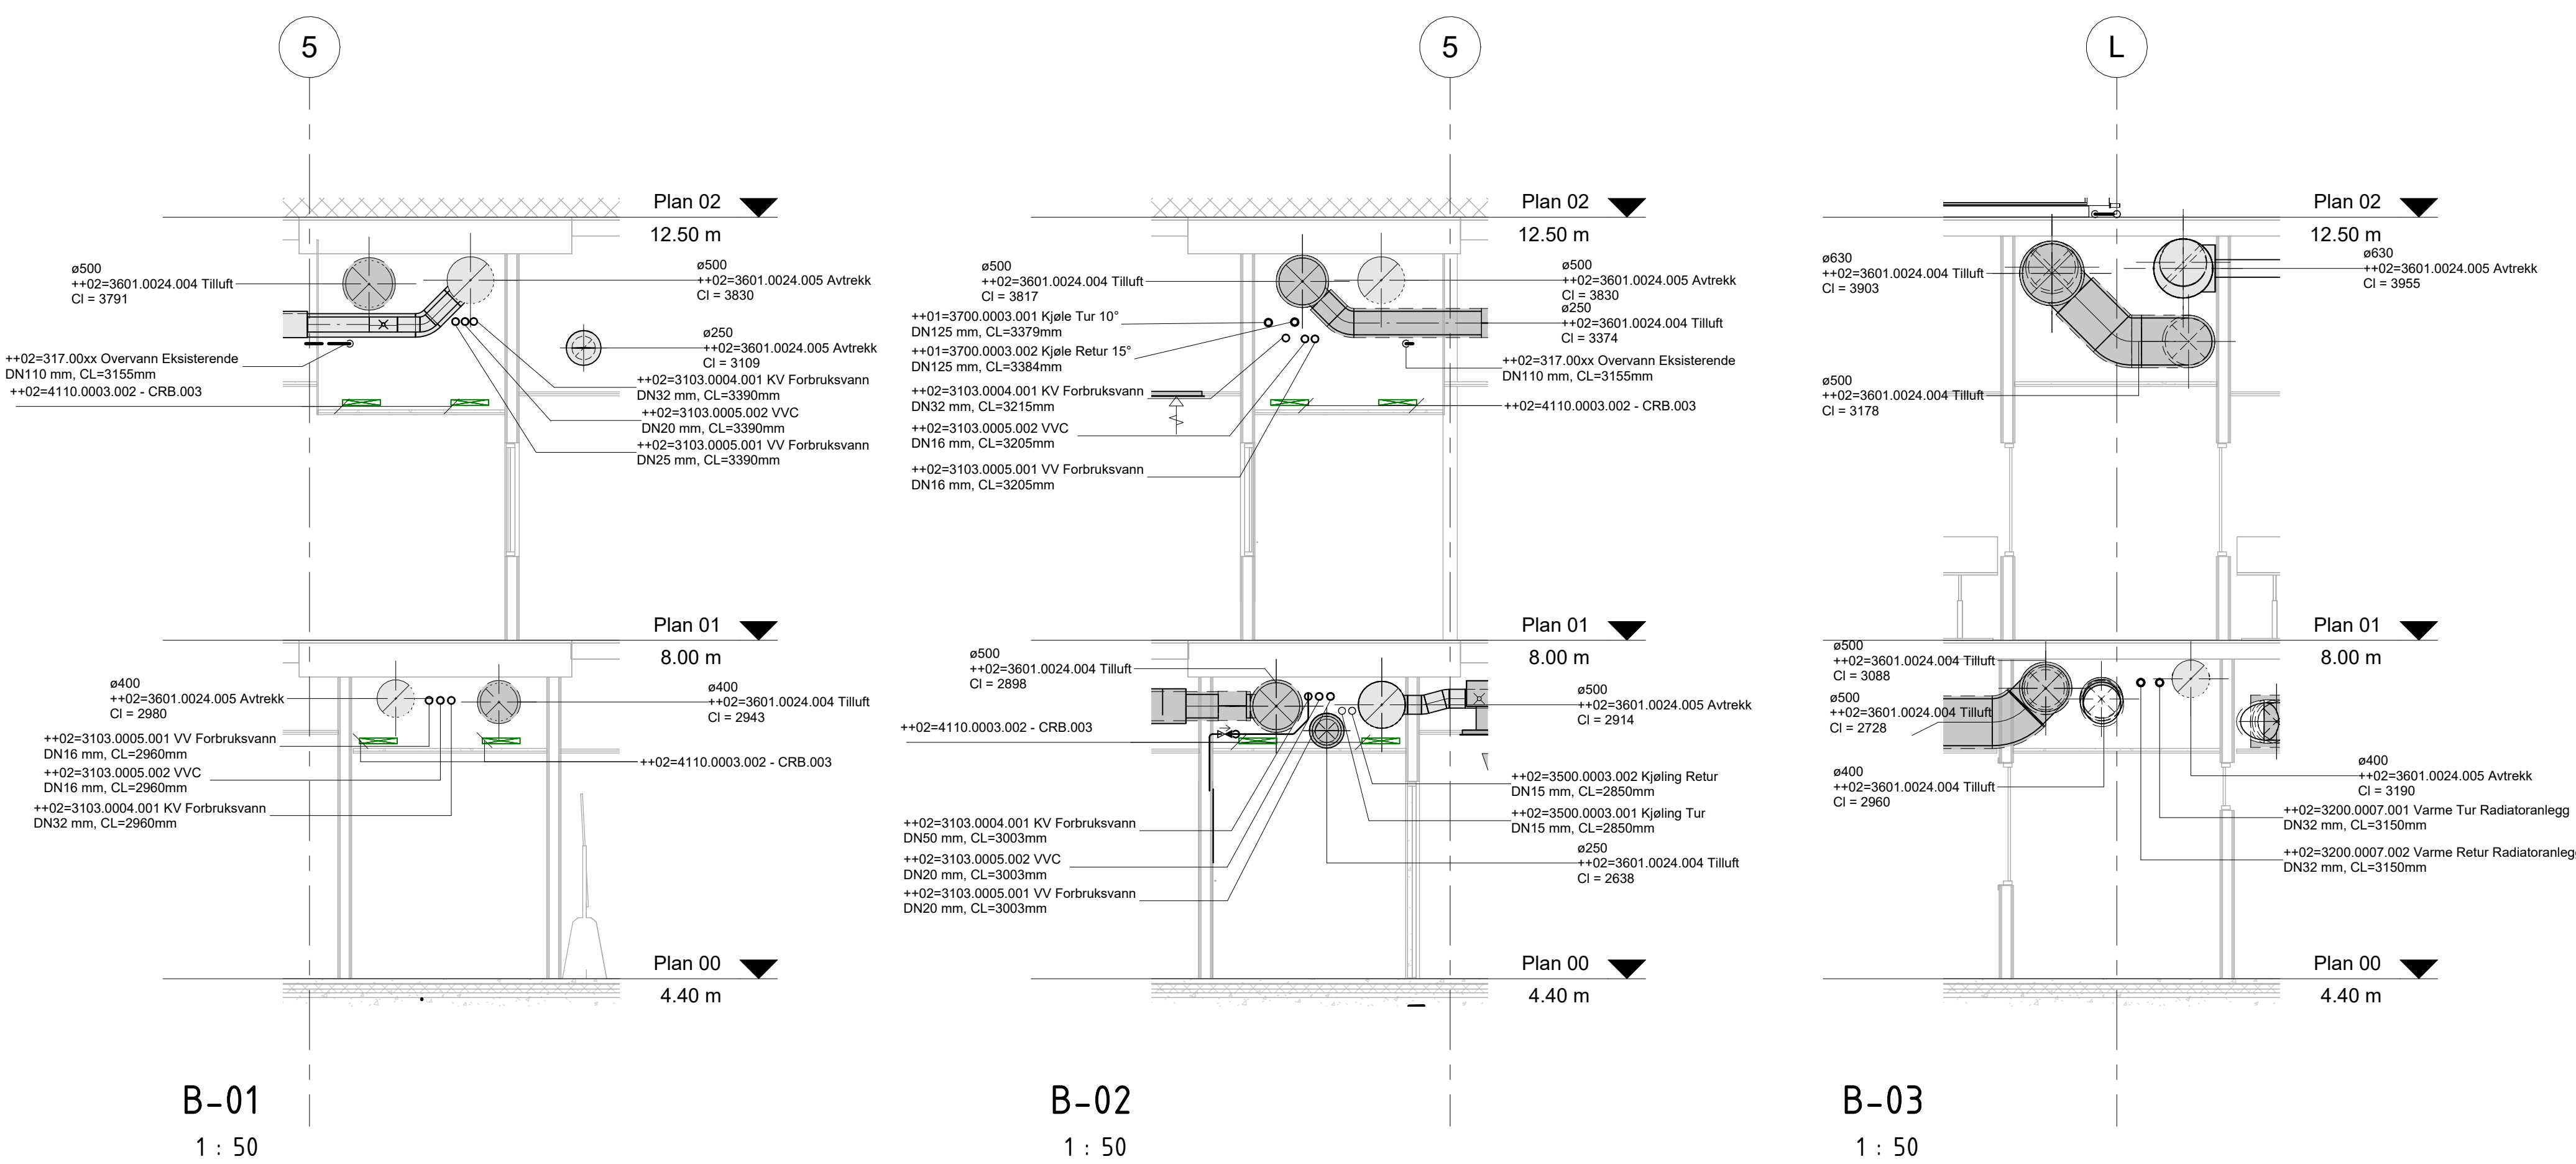 5
Plan 02
12.50 m
ø500
++02=3601.0024.004 Tilluft
Cl = 3791
ø500
++02=3601.0024.005 Avtrekk
Cl = 3830
ø250
++02=3601.0024.005 Avtrekk
Cl = 3109
++02=317.00xx Overvann Eksisterende
DN110 mm, CL=3155mm
++02=4110.0003.002 - CRB.003
++02=3103.0004.001 KV Forbruksvann
DN32 mm, CL=3390mm
++02=3103.0005.002 VVC
DN20 mm, CL=3390mm
++02=3103.0005.001 VV Forbruksvann
DN25 mm, CL=3390mm
Plan 01
8.00 m
ø400
++02=3601.0024.005 Avtrekk
Cl = 2980
ø400
++02=3601.0024.004 Tilluft
Cl = 2943
++02=3103.0005.001 VV Forbruksvann
DN16 mm, CL=2960mm
++02=3103.0005.002 VVC
DN16 mm, CL=2960mm
++02=3103.0004.001 KV Forbruksvann
DN32 mm, CL=2960mm
++02=4110.0003.002 - CRB.003
Plan 00
4.40 m
B-01
1 : 50
5
Plan 02
12.50 m
ø500
++02=3601.0024.004 Tilluft
Cl = 3817
++01=3700.0003.001 Kjøle Tur 10°
DN125 mm, CL=3379mm
++01=3700.0003.002 Kjøle Retur 15°
DN125 mm, CL=3384mm
++02=3103.0004.001 KV Forbruksvann
DN32 mm, CL=3215mm
++02=3103.0005.002 VVC
DN16 mm, CL=3205mm
++02=3103.0005.001 VV Forbruksvann
DN16 mm, CL=3205mm
ø500
++02=3601.0024.005 Avtrekk
Cl = 3830
ø250
++02=3601.0024.004 Tilluft
Cl = 3374
++02=317.00xx Overvann Eksisterende
DN110 mm, CL=3155mm
++02=4110.0003.002 - CRB.003
Plan 01
8.00 m
ø500
++02=3601.0024.004 Tilluft
Cl = 2898
++02=4110.0003.002 - CRB.003
ø500
++02=3601.0024.005 Avtrekk
Cl = 2914
++02=3500.0003.002 Kjøling Retur
DN15 mm, CL=2850mm
++02=3500.0003.001 Kjøling Tur
DN15 mm, CL=2850mm
ø250
++02=3601.0024.004 Tilluft
Cl = 2638
++02=3103.0004.001 KV Forbruksvann
DN50 mm, CL=3003mm
++02=3103.0005.002 VVC
DN20 mm, CL=3003mm
++02=3103.0005.001 VV Forbruksvann
DN20 mm, CL=3003mm
Plan 00
4.40 m
B-02
1 : 50
L
Plan 02
12.50 m
ø630
++02=3601.0024.004 Tilluft
Cl = 3903
ø630
++02=3601.0024.005 Avtrekk
Cl = 3955
ø500
++02=3601.0024.004 Tilluft
Cl = 3178
Plan 01
8.00 m
ø500
++02=3601.0024.004 Tilluft
Cl = 3088
ø500
++02=3601.0024.004 Tilluft
Cl = 2728
ø400
++02=3601.0024.004 Tilluft
Cl = 2960
ø400
++02=3601.0024.005 Avtrekk
Cl = 3190
++02=3200.0007.001 Varme Tur Radiatoranlegg
DN32 mm, CL=3150mm
++02=3200.0007.002 Varme Retur Radiatoranleg
DN32 mm, CL=3150mm
Plan 00
4.40 m
B-03
1 : 50